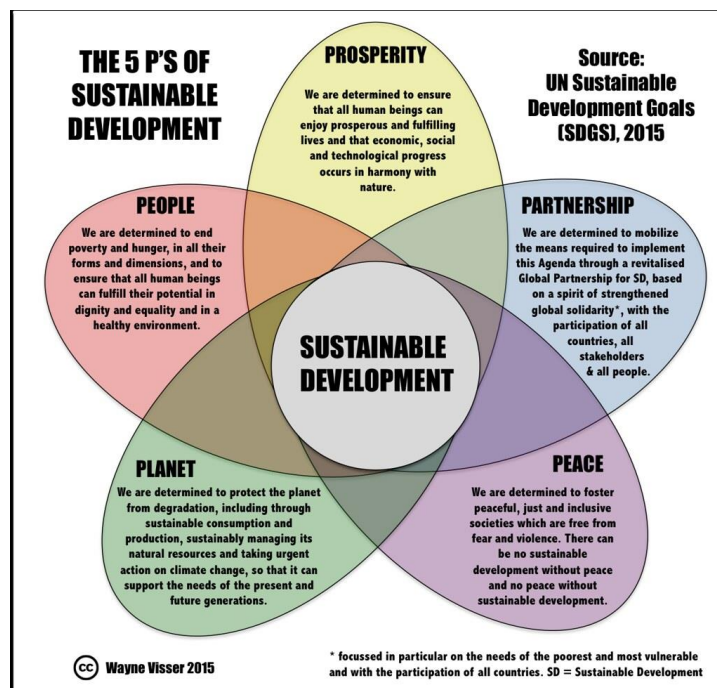 THE 5 P'S OF
SUSTAINABLE
DEVELOPMENT
PROSPERITY
We are determined to ensure
that all human beings can
enjoy prosperous and fulfilling
lives and that economic, social
and technological progress
occurs in harmony with
nature.
Source:
UN Sustainable
Development Goals
(SDGS), 2015
PEOPLE
We are determined to end
poverty and hunger, in all their
forms and dimensions, and to
ensure that all human beings
can fulfill their potential in
dignity and equality and in a
healthy environment.
PARTNERSHIP
We are determined to mobilize
the means required to implement
this Agenda through a revitalised
Global Partnership for SD, based
on a spirit of strengthened
global solidarity*, with the
participation of all
countries, all
stakeholders
& all people.
SUSTAINABLE
DEVELOPMENT
PLANET
We are determined to protect the planet
from degradation, including through
sustainable consumption and
production, sustainably managing its
natural resources and taking urgent
action on climate change, so that it can
support the needs of the present and
future generations.
PEACE
We are determined to foster
peaceful, just and inclusive
societies which are free from
fear and violence. There can
be no sustainable
development without peace
and no peace without
sustainable development.
cc Wayne Visser 2015
* focussed in particular on the needs of the poorest and most vulnerable
and with the participation of all countries. SD = Sustainable Development